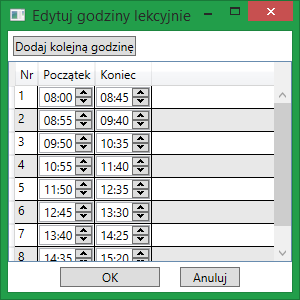 Edytuj godziny lekcyjnie
Dodaj kolejną godzinę
Nr Początek Koniec
1 08:00 08:45
2 08:55 09:40
3 09:50 10:35
4 10:55 11:40
5 11:50 12:35
6 12:45 13:30
7 13:40 14:25
8 14:35 15:20
OK Anuluj